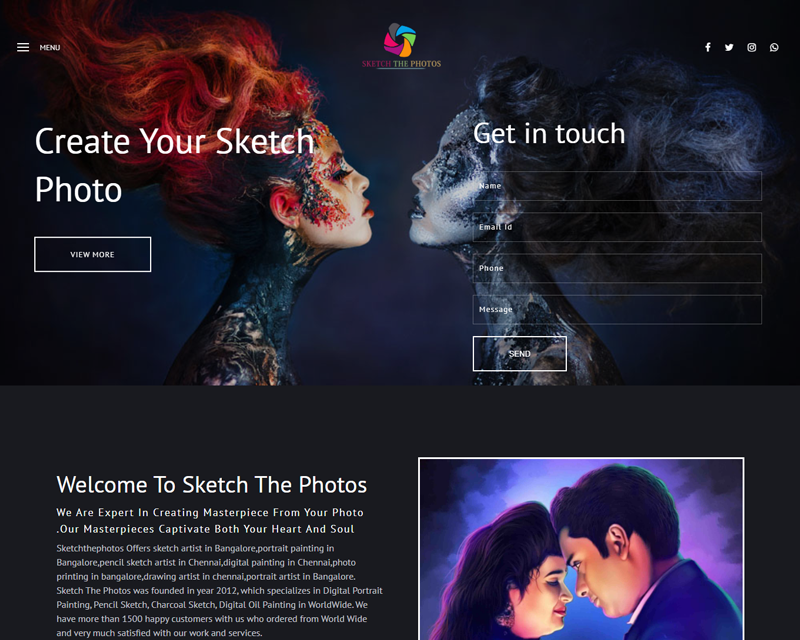 MENU
SKETCH THE PHOTOS
Create Your Sketch
Photo
VIEW MORE
Get in touch
Name
Email Id
Phone
Message
SEND
Welcome To Sketch The Photos
We Are Expert In Creating Masterpiece From Your Photo
.Our Masterpieces Captivate Both Your Heart And Soul
Sketchthephotos Offers sketch artist in Bangalore,portrait painting in
Bangalore,pencil sketch artist in Chennai,digital painting in Chennai,photo
printing in bangalore,drawing artist in chennai,portrait artist in Bangalore.
Sketch The Photos was founded in year 2012, which specializes in Digital Portrait
Painting, Pencil Sketch, Charcoal Sketch, Digital Oil Painting in WorldWide. We
have more than 1500 happy customers with us who ordered from World Wide
and very much satisfied with our work and services.